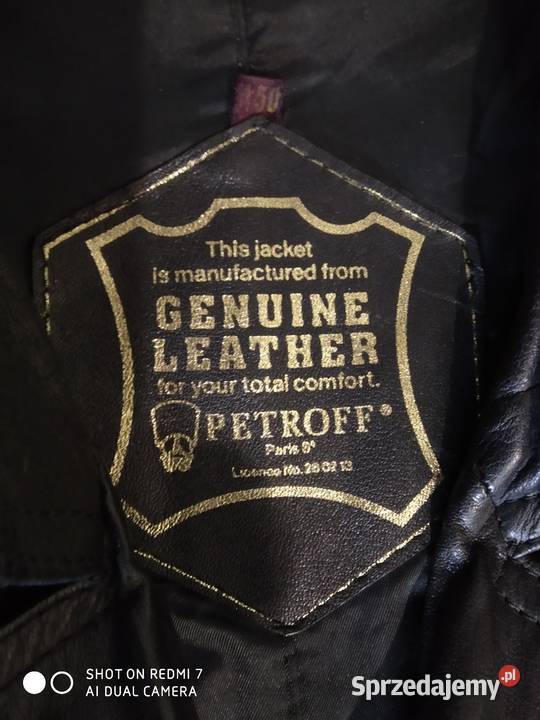 50
This jacket
is manufactured from
GENUINE
LEATHER
for your total comfort.
PETROFF®
Paris 8e
Licence No. 28 02 13
SHOT ON REDMI 7
AI DUAL CAMERA
Sprzedajemy.pl